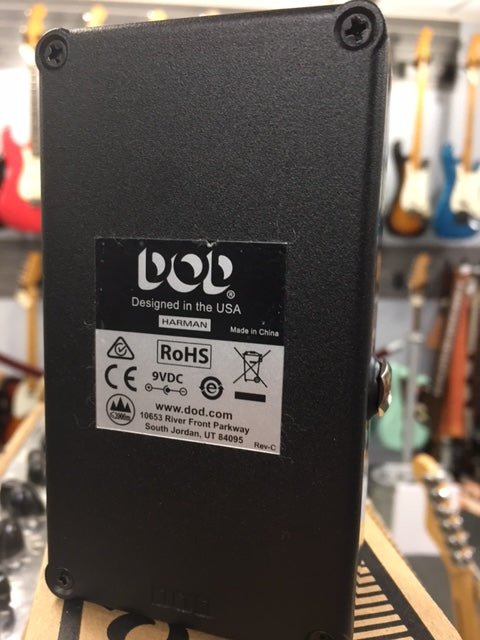 DOD®
Designed in the USA
HARMAN
Made in China
RoHS
CE
9VDC
www.dod.com
10653 River Front Parkway
South Jordan, UT 84095
Rev-C